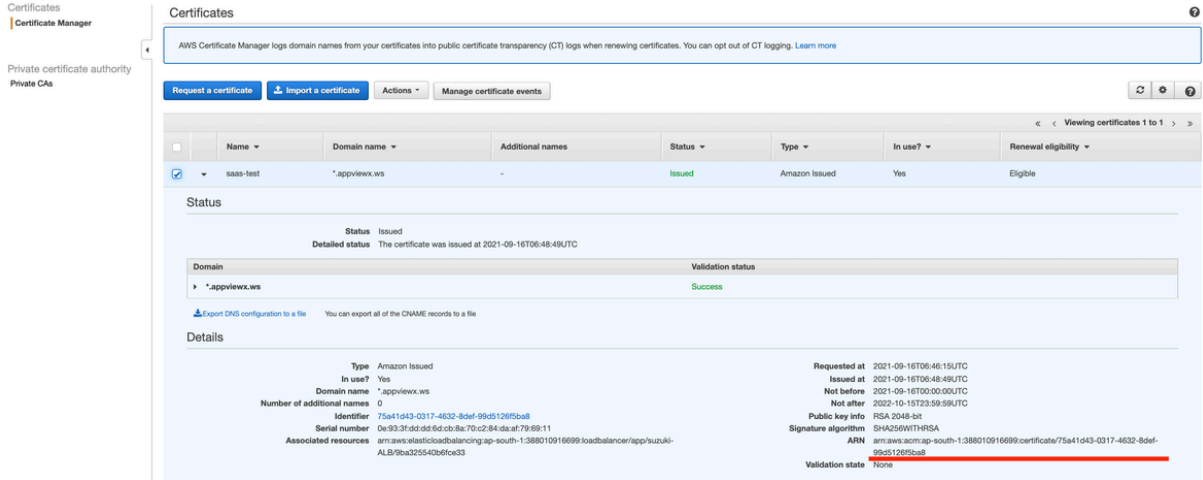 Certificates
Certificate Manager
Private certificate authority
Private CAs
Certificates
AWS Certificate Manager logs domain names from your certificates into public certificate transparency (CT) logs when renewing certificates. You can opt out of CT logging. Learn more
Request a certificate Import a certificate Actions Manage certificate events
« < Viewing certificates 1 to 1 > »
Name Domain name Additional names Status Type In use? Renewal eligibility
saas-test *.appviewx.ws - Issued Amazon Issued Yes Eligible
Status
Status Issued
Detailed status The certificate was issued at 2021-09-16T06:48:49UTC
Domain Validation status
*.appviewx.ws Success
Export DNS configuration to a file You can export all of the CNAME records to a file
Details
Type Amazon Issued
In use? Yes
Domain name *.appviewx.ws
Number of additional names 0
Identifier 75a41d43-0317-4632-8def-99d5126f5ba8
Serial number 0e:93:3f:dd:dd:6d:cb:8a:70:c2:84:da:af:79:69:11
Associated resources arn:aws:elasticloadbalancing:ap-south-1:388010916699:loadbalancer/app/suzuki-
ALB/9ba325540b6fce33
Requested at 2021-09-16T06:46:15UTC
Issued at 2021-09-16T06:48:49UTC
Not before 2021-09-16T00:00:00UTC
Not after 2022-10-15T23:59:59UTC
Public key info RSA 2048-bit
Signature algorithm SHA256WITHRSA
ARN arn:aws:acm:ap-south-1:388010916699:certificate/75a41d43-0317-4632-8def-
99d5126f5ba8
Validation state None